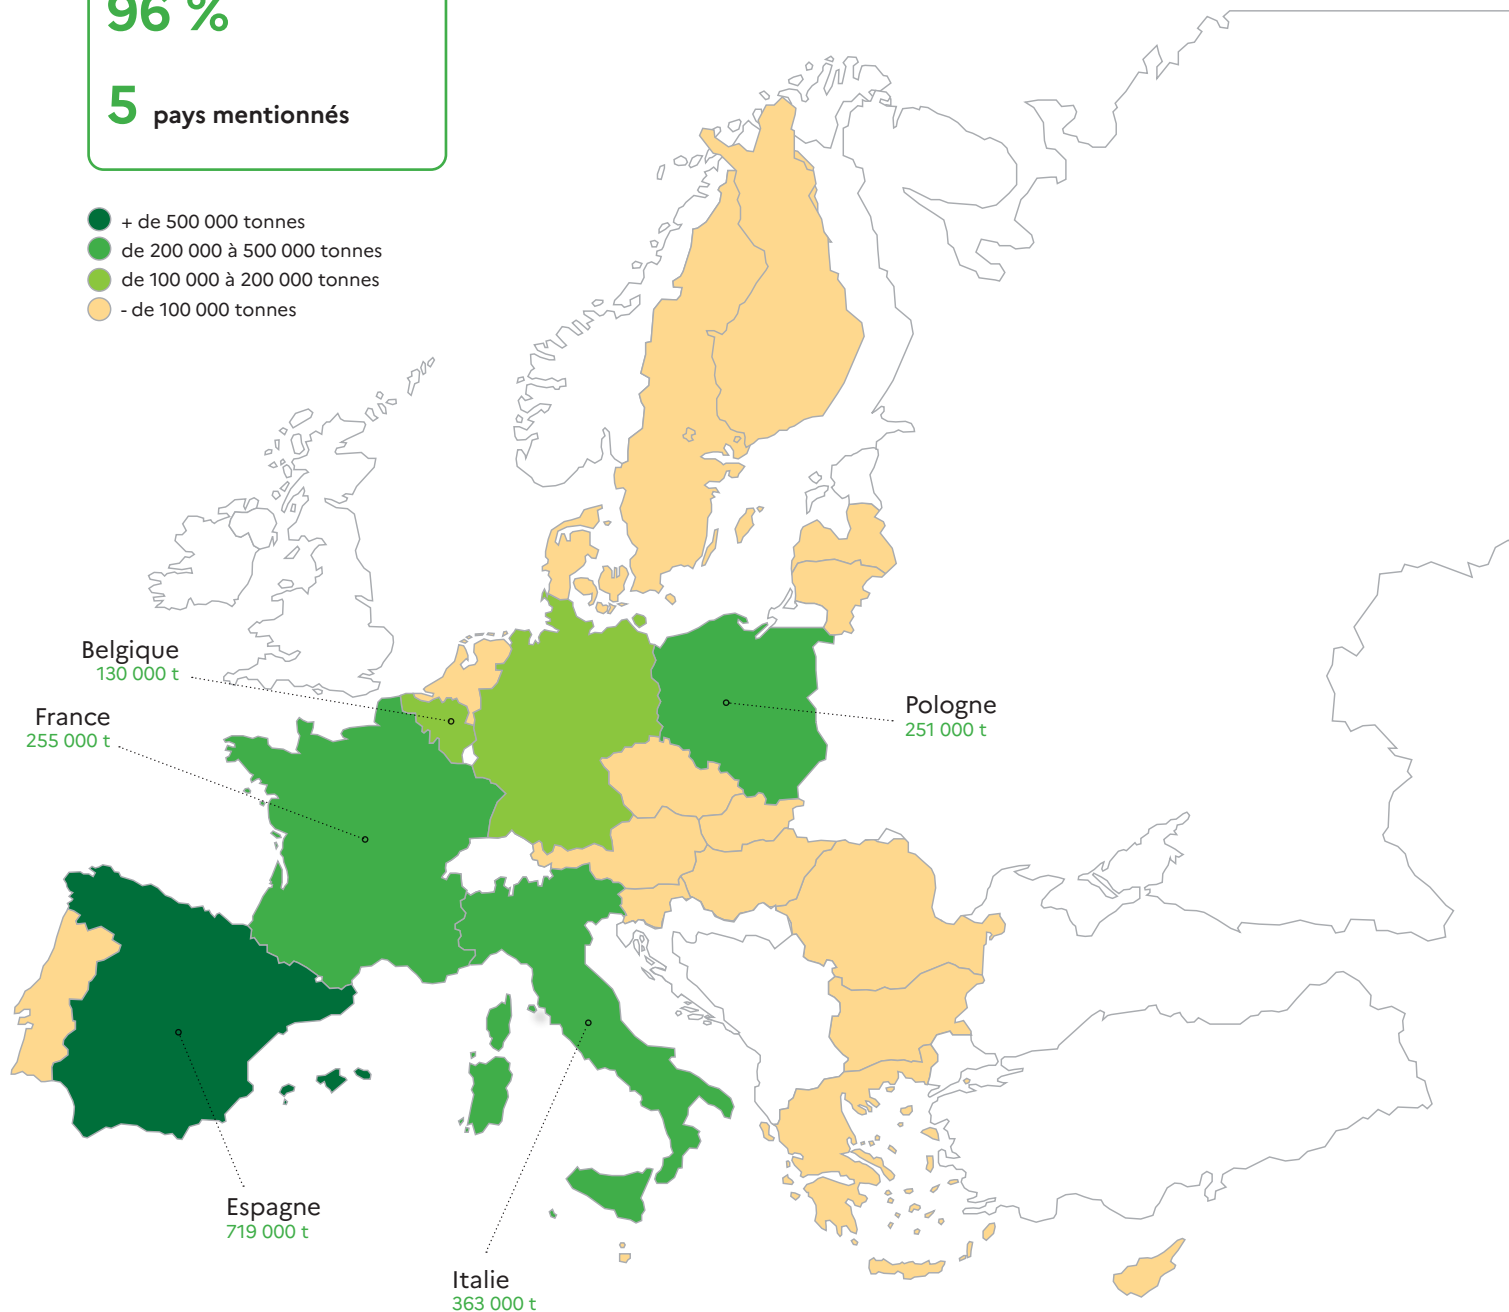 96 %
5 pays mentionnés
+ de 500 000 tonnes
de 200 000 à 500 000 tonnes
de 100 000 à 200 000 tonnes
- de 100 000 tonnes
Belgique
130 000 t
France
255 000 t
Pologne
251 000 t
Espagne
719 000 t
Italie
363 000 t